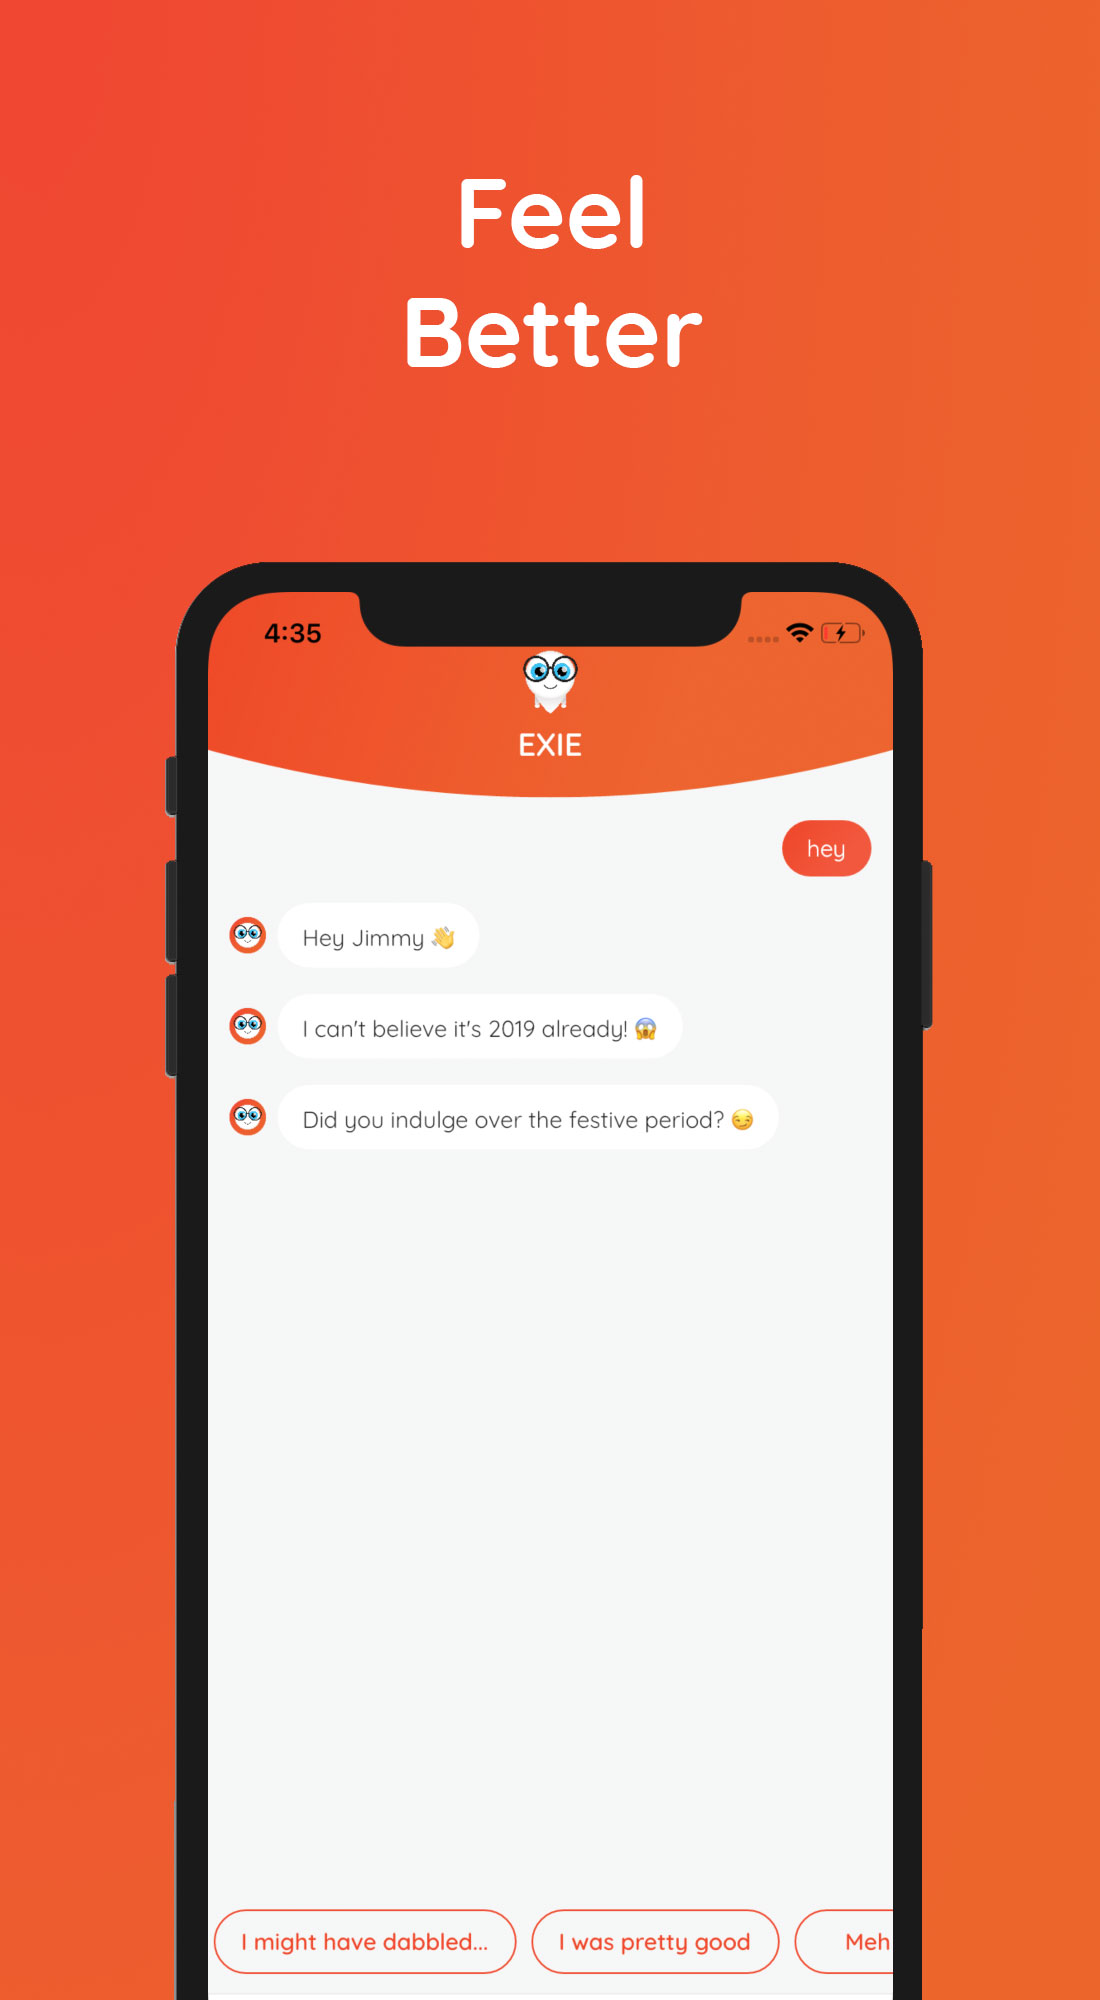 Feel
Better
4:35
EXIE
hey
Hey Jimmy 👋
I can't believe it's 2019 already! 😱
Did you indulge over the festive period? 😏
I might have dabbled...
I was pretty good
Meh